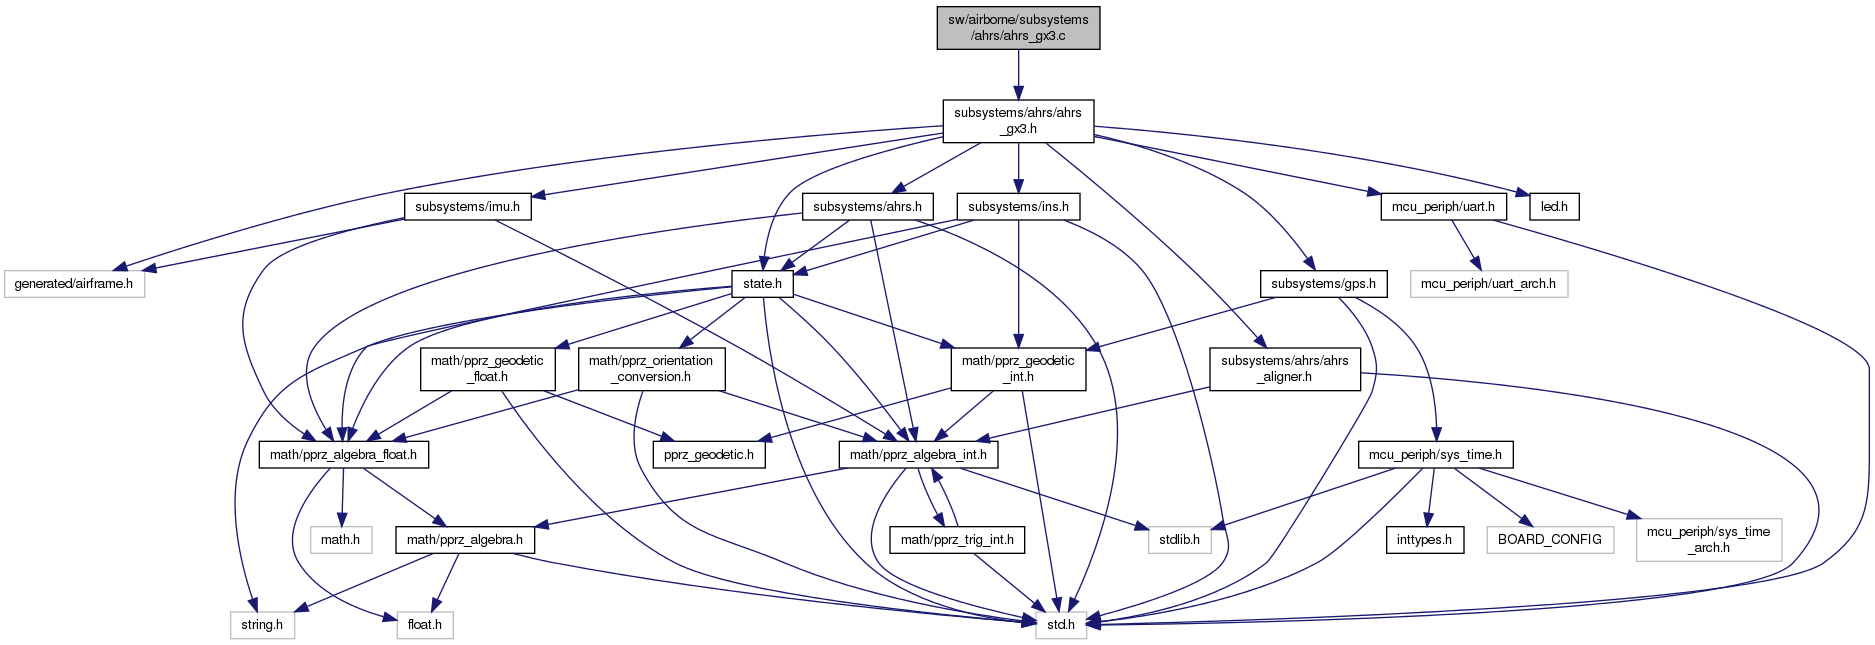 sw/airborne/subsystems
/ahrs/ahrs_gx3.c
subsystems/ahrs/ahrs
_gx3.h
subsystems/imu.h
subsystems/ahrs.h
subsystems/ins.h
mcu_periph/uart.h
led.h
generated/airframe.h
state.h
subsystems/gps.h
mcu_periph/uart_arch.h
math/pprz_geodetic
_float.h
math/pprz_orientation
_conversion.h
math/pprz_geodetic
_int.h
subsystems/ahrs/ahrs
_aligner.h
math/pprz_algebra_float.h
pprz_geodetic.h
math/pprz_algebra_int.h
mcu_periph/sys_time.h
math.h
math/pprz_algebra.h
math/pprz_trig_int.h
stdlib.h
inttypes.h
BOARD_CONFIG
mcu_periph/sys_time
_arch.h
string.h
float.h
std.h